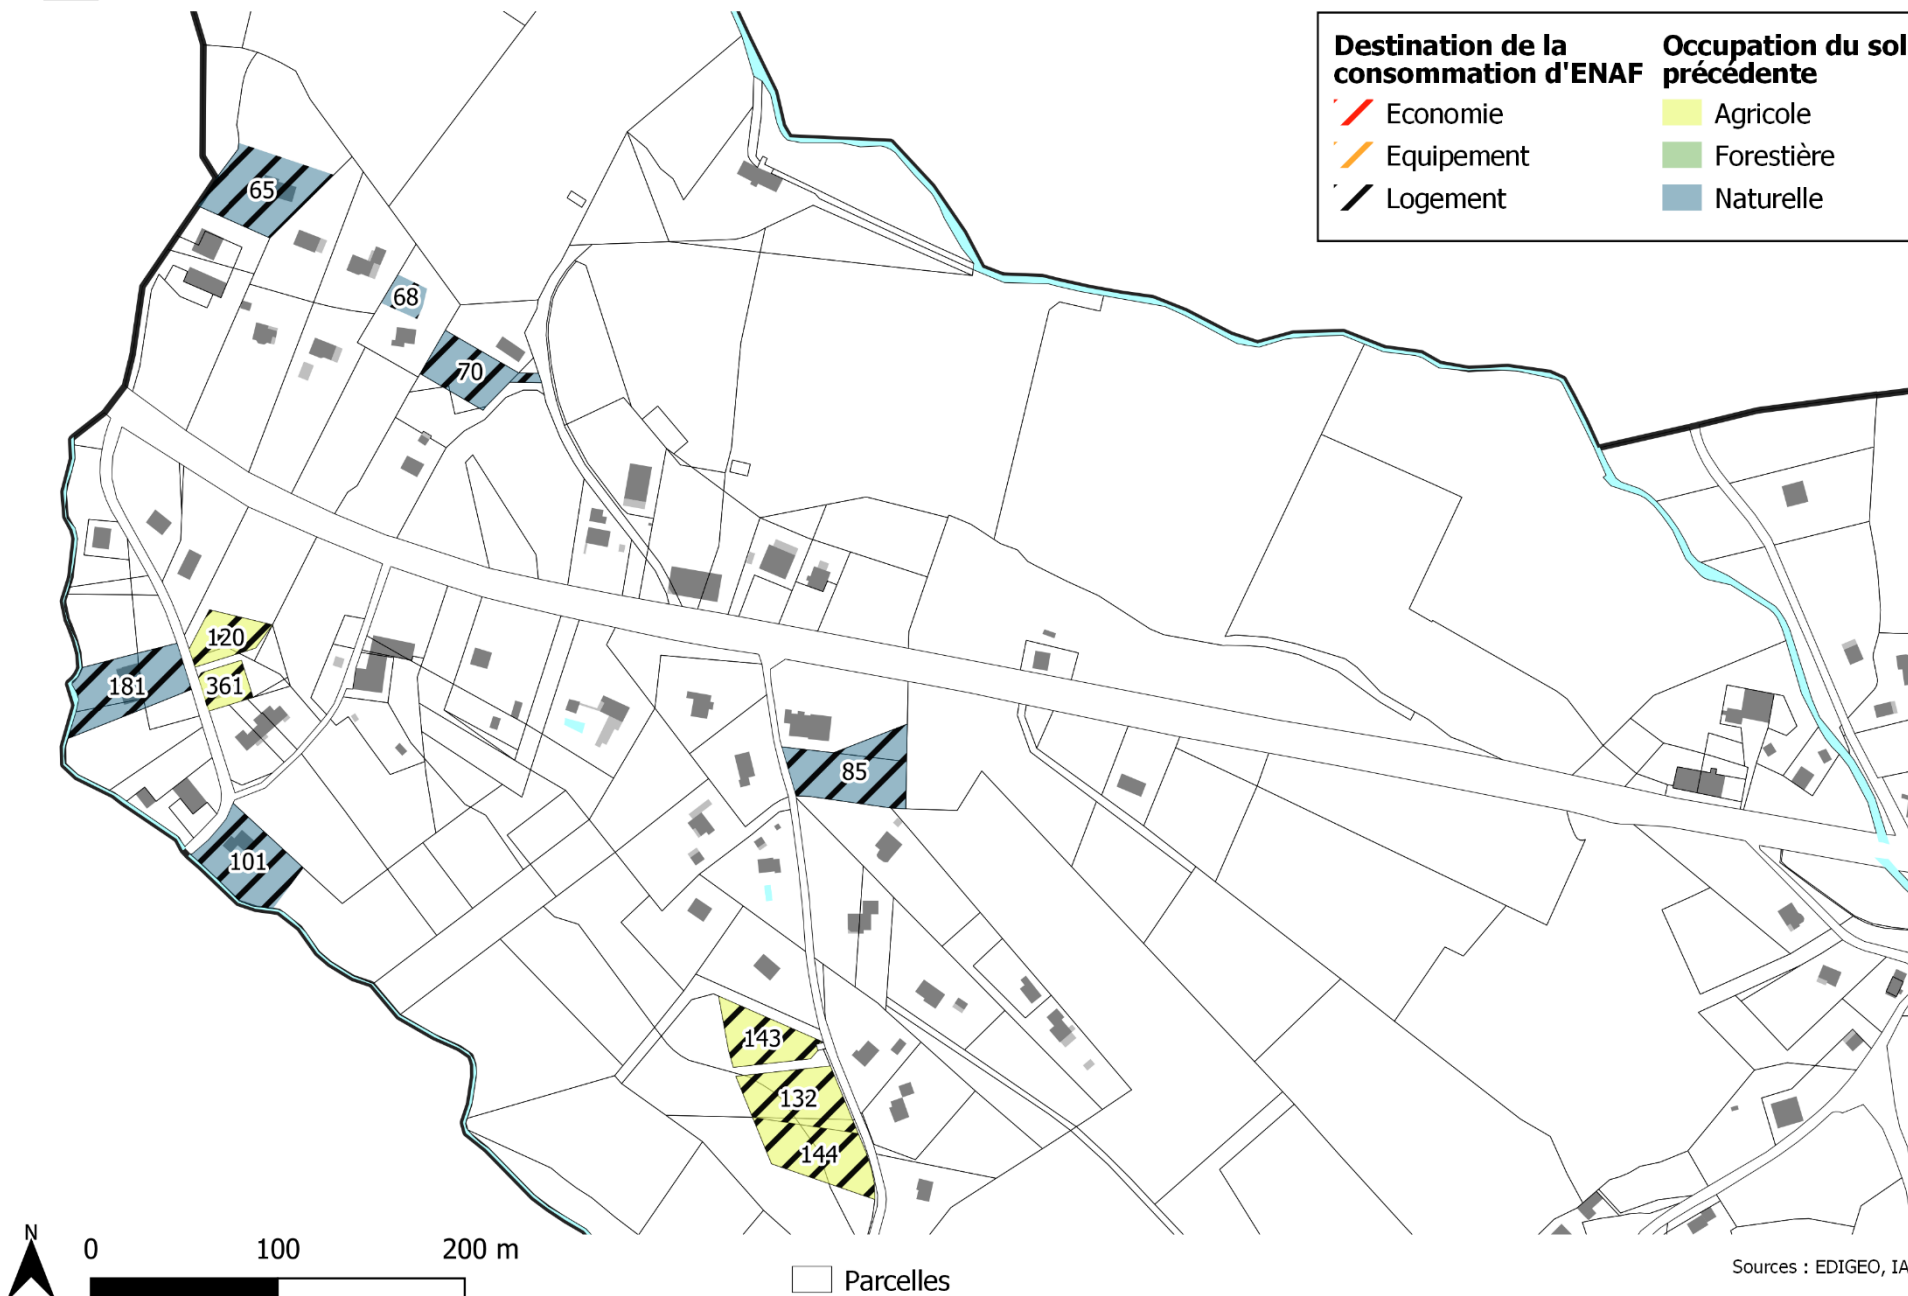 Destination de la
consommation d'ENAF
Economie
Equipement
Logement
Occupation du sol
précédente
Agricole
Forestière
Naturelle
65
68
70
120
181
361
85
101
143
132
144
N
0 100 200 m
Parcelles
Sources : EDIGEO, IA